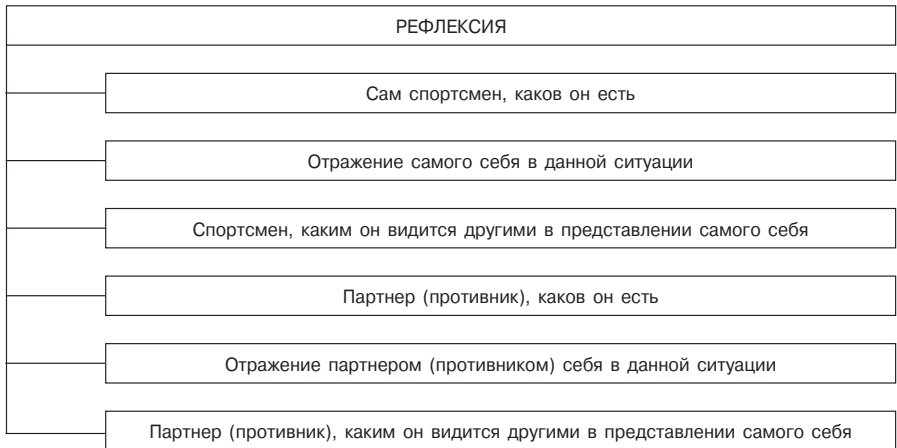 РЕФЛЕКСИЯ
Сам спортсмен, каков он есть
Отражение самого себя в данной ситуации
Спортсмен, каким он видится другими в представлении самого себя
Партнер (противник), каков он есть
Отражение партнером (противником) себя в данной ситуации
Партнер (противник), каким он видится другими в представлении самого себя